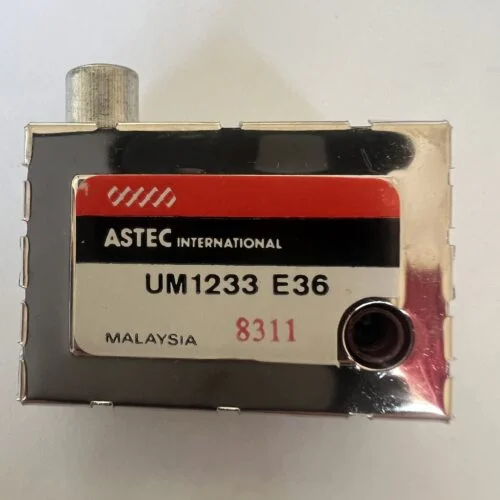 ASTEC INTERNATIONAL
UM1233 E36
MALAYSIA 8311